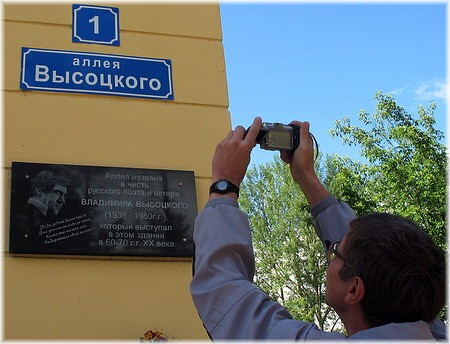 1
аллея
Высоцкого
Аллея названа
в честь
русского поэта и актера
ВЛАДИМИРА ВЫСОЦКОГО
(1938 - 1980г.г)
который выступал
в этом здании
в 60-70 г.г. XX века